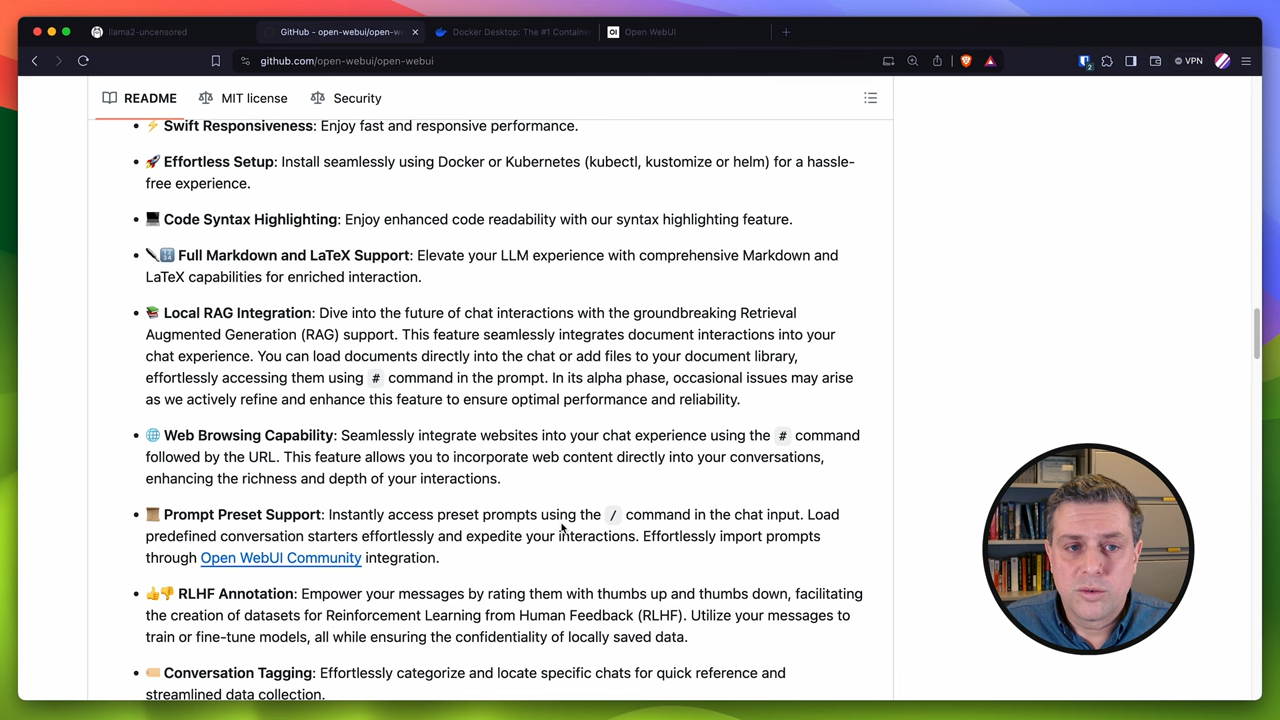 llama2-uncensored
GitHub - open-webui/open-we
Docker Desktop: The #1 Containe
OI
Open WebUI
github.com/open-webui/open-webui
2
VPN
README
MIT license
Security
• ⚡ Swift Responsiveness: Enjoy fast and responsive performance.
• 🚀 Effortless Setup: Install seamlessly using Docker or Kubernetes (kubectl, kustomize or helm) for a hassle-
free experience.
• 💻 Code Syntax Highlighting: Enjoy enhanced code readability with our syntax highlighting feature.
• ✒️🔢 Full Markdown and LaTeX Support: Elevate your LLM experience with comprehensive Markdown and
LaTeX capabilities for enriched interaction.
• 📚 Local RAG Integration: Dive into the future of chat interactions with the groundbreaking Retrieval
Augmented Generation (RAG) support. This feature seamlessly integrates document interactions into your
chat experience. You can load documents directly into the chat or add files to your document library,
effortlessly accessing them using # command in the prompt. In its alpha phase, occasional issues may arise
as we actively refine and enhance this feature to ensure optimal performance and reliability.
• 🌐 Web Browsing Capability: Seamlessly integrate websites into your chat experience using the # command
followed by the URL. This feature allows you to incorporate web content directly into your conversations,
enhancing the richness and depth of your interactions.
• 📜 Prompt Preset Support: Instantly access preset prompts using the / command in the chat input. Load
predefined conversation starters effortlessly and expedite your interactions. Effortlessly import prompts
through Open WebUI Community integration.
• 👍👎 RLHF Annotation: Empower your messages by rating them with thumbs up and thumbs down, facilitating
the creation of datasets for Reinforcement Learning from Human Feedback (RLHF). Utilize your messages to
train or fine-tune models, all while ensuring the confidentiality of locally saved data.
• 🏷️ Conversation Tagging: Effortlessly categorize and locate specific chats for quick reference and
streamlined data collection.